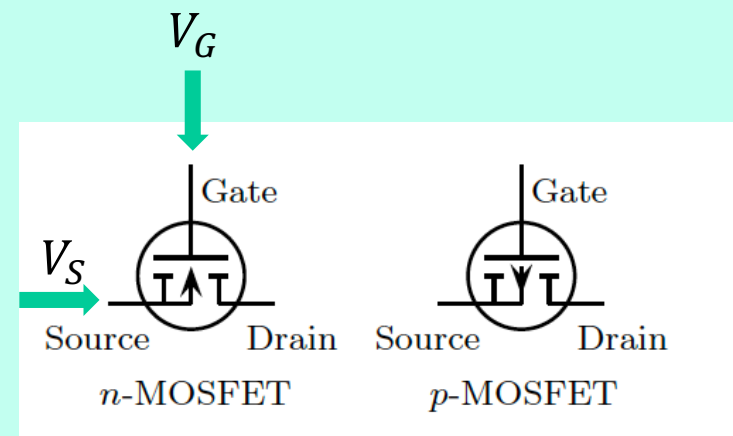 V_G
Gate Gate
V_S
Source Drain Source Drain
n-MOSFET p-MOSFET